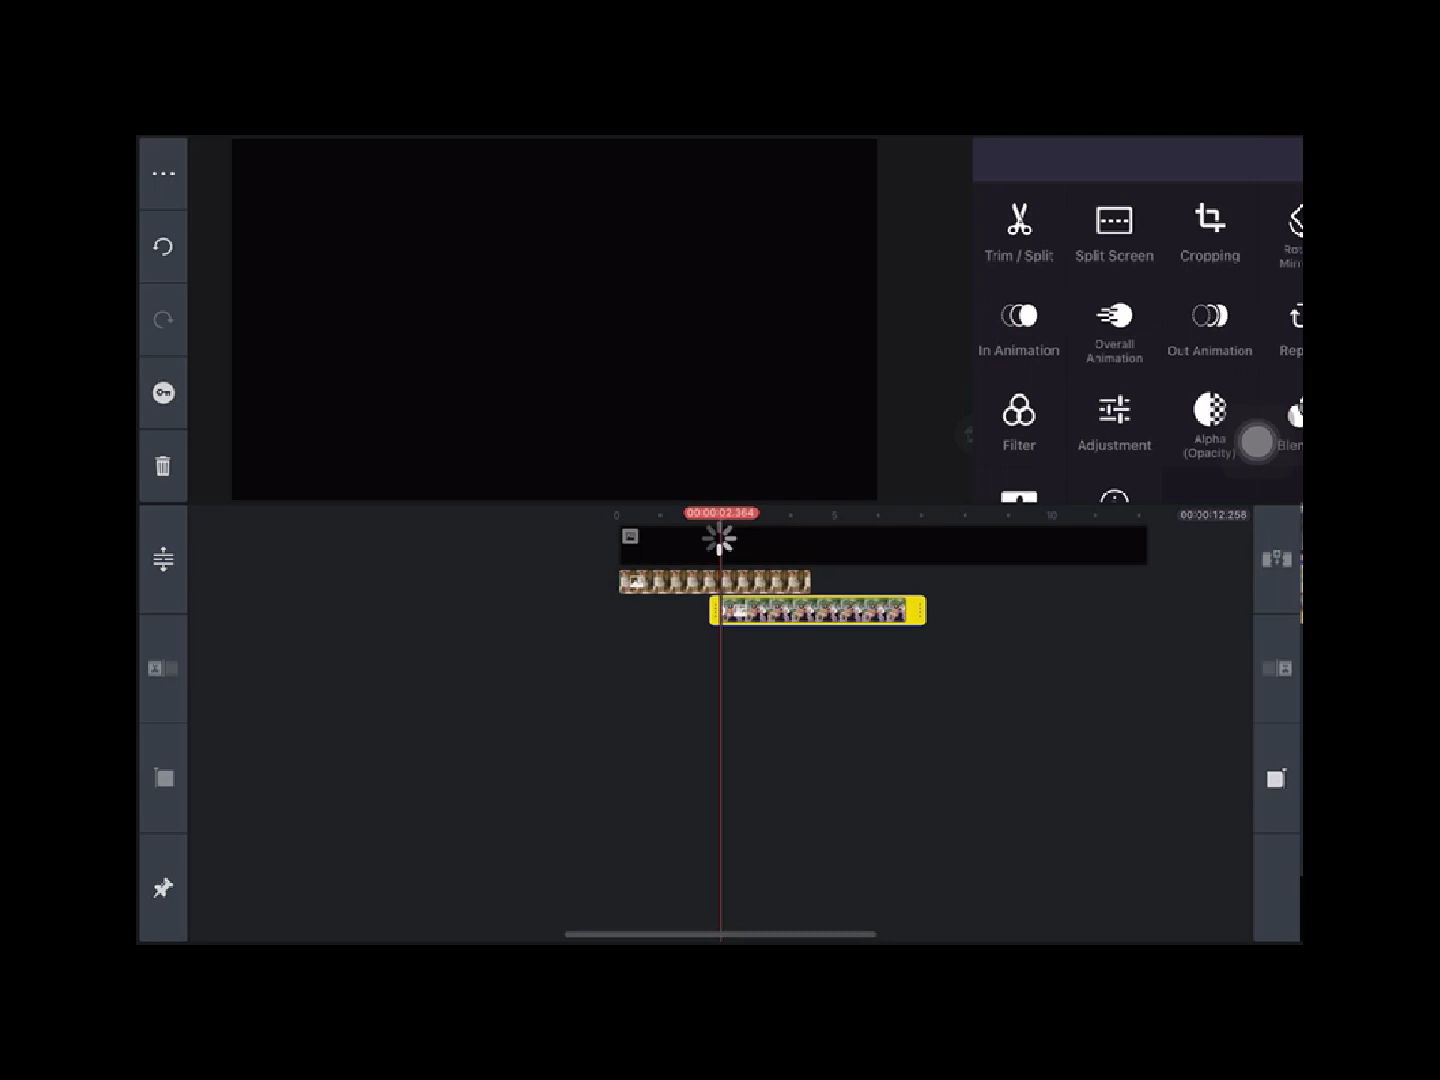 Trim / Split
Split Screen
Cropping
In Animation
Overall
Animation
Out Animation
Filter
Adjustment
Alpha
(Opacity)
0
00:00:02.364
5
10
00:00:12.258